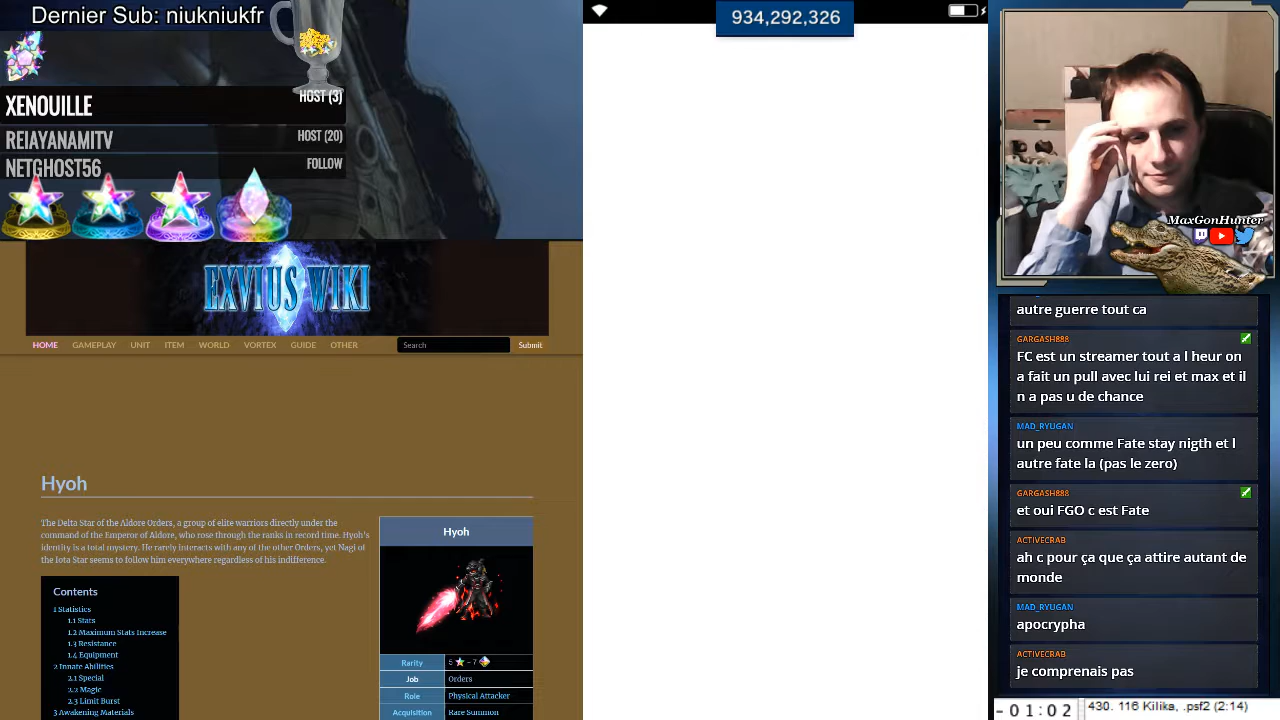 Dernier Sub: niukniukfr
XENOUILLE
HOST (3)
REIAYANAMITV
HOST (20)
NETGHOST56
FOLLOW
EXVIUS WIKI
HOME GAMEPLAY UNIT ITEM WORLD VORTEX GUIDE OTHER
Search
Submit
Hyoh
The Delta Star of the Aldore Orders, a group of elite warriors directly under the
command of the Emperor of Aldore, who rose through the ranks in record time. Hyoh's
identity is a total mystery. He rarely interacts with any of the other Orders, yet Nagi of
the Iota Star seems to follow him everywhere regardless of his indifference.
Contents
1 Statistics
1.1 Stats
1.2 Maximum Stats Increase
1.3 Resistance
1.4 Equipment
2 Innate Abilities
2.1 Special
2.2 Magic
2.3 Limit Burst
3 Awakening Materials
Hyoh
Rarity 5 - 7
Job Orders
Role Physical Attacker
Acquisition Rare Summon
934,292,326
MaxGonHunter
autre guerre tout ca
GARGASH888
FC est un streamer tout a l heur on
a fait un pull avec lui rei et max et il
n a pas u de chance
MAD_RYUGAN
un peu comme Fate stay nigth et l
autre fate la (pas le zero)
GARGASH888
et oui FGO c est Fate
ACTIVECRAB
ah c pour ça que ça attire autant de
monde
MAD_RYUGAN
apocrypha
ACTIVECRAB
je comprenais pas
-01:02
430. 116 Kilika, .psf2 (2:14)